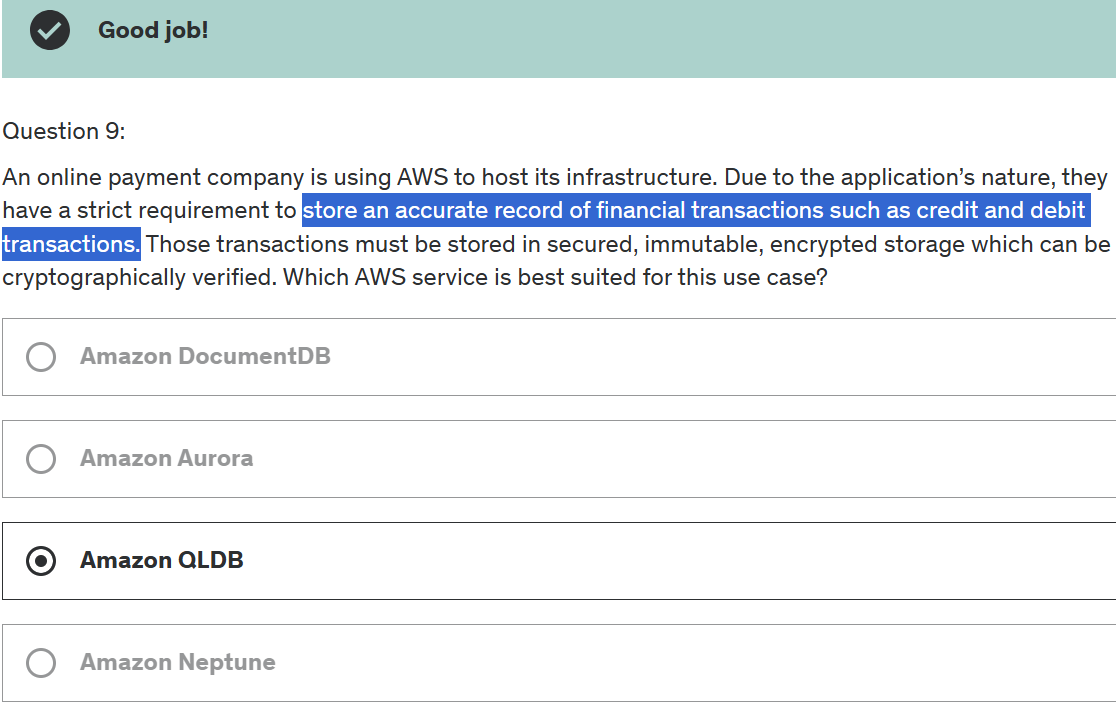 Good job!
Question 9:
An online payment company is using AWS to host its infrastructure. Due to the application’s nature, they
have a strict requirement to store an accurate record of financial transactions such as credit and debit
transactions. Those transactions must be stored in secured, immutable, encrypted storage which can be
cryptographically verified. Which AWS service is best suited for this use case?
Amazon DocumentDB
Amazon Aurora
Amazon QLDB
Amazon Neptune